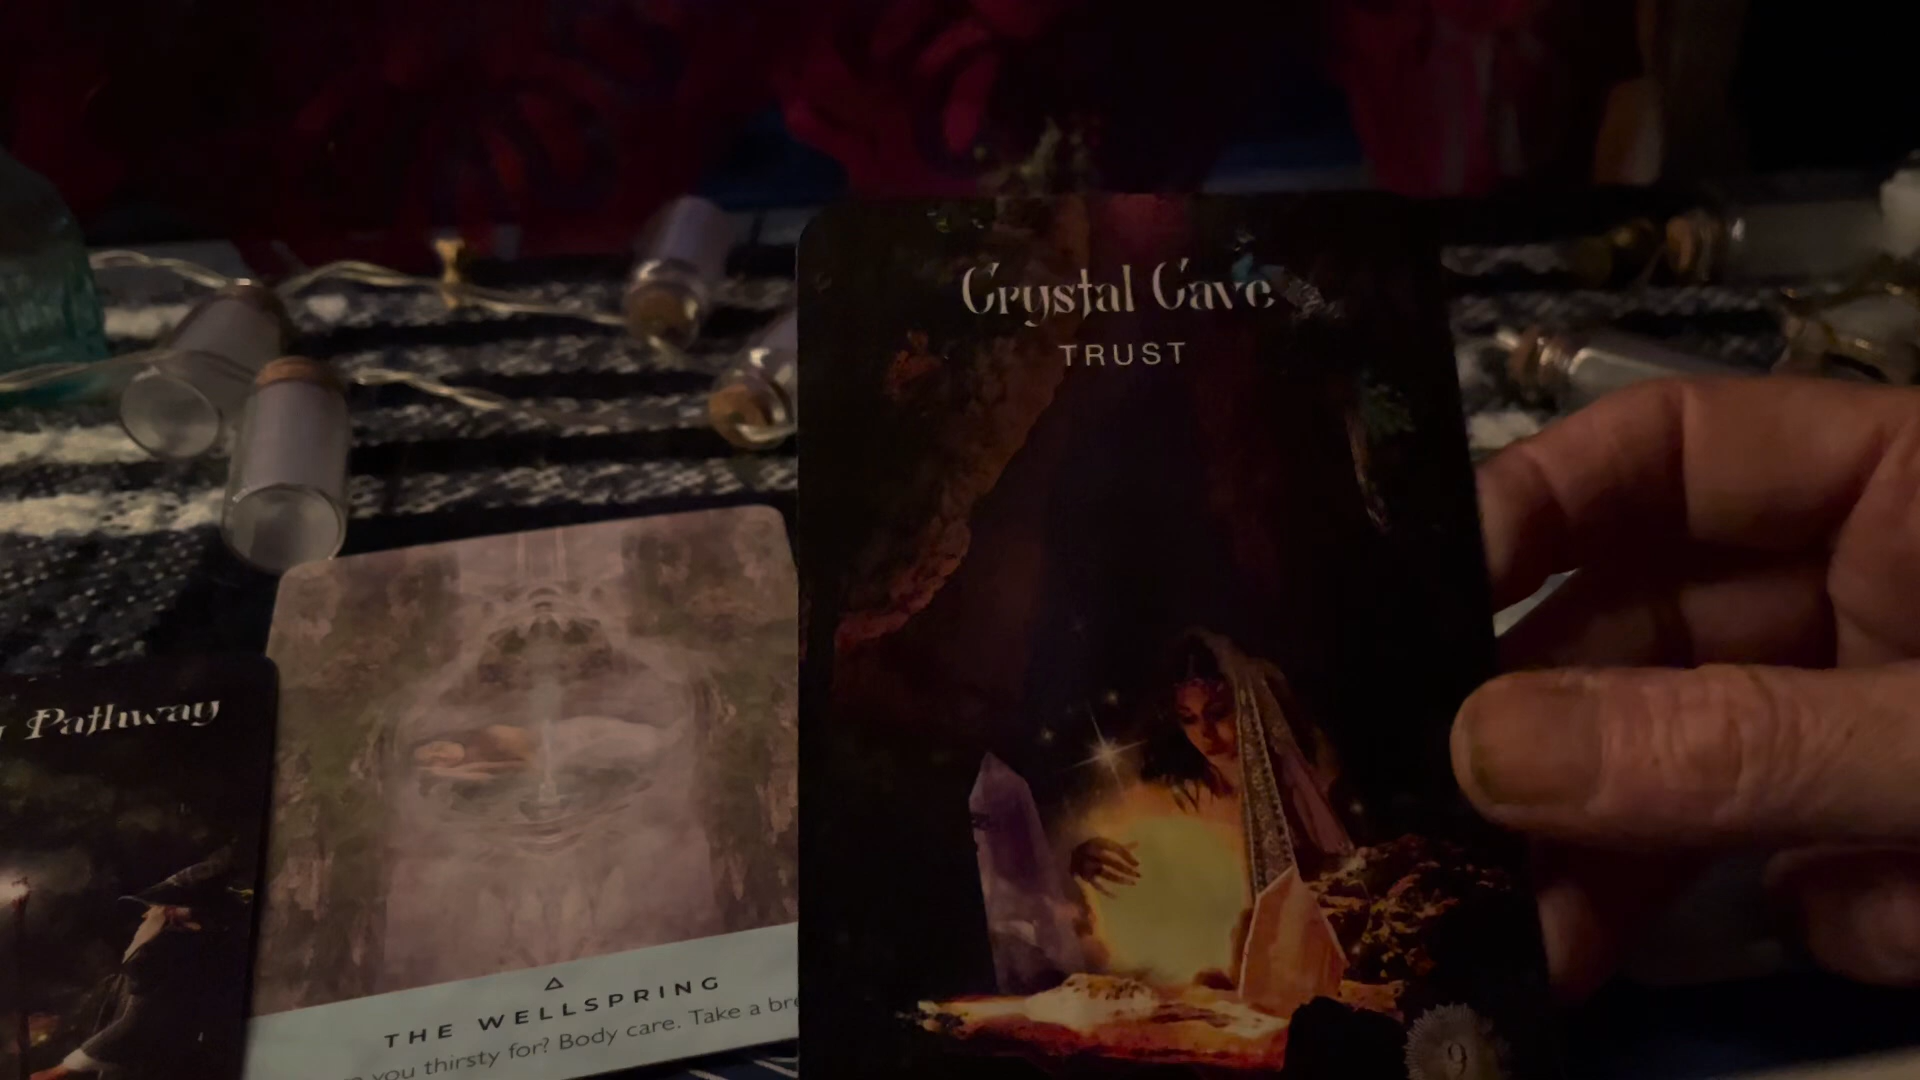 Crystal Cave
TRUST
Pathway
THE WELLSPRING
you thirsty for? Body care. Take a bre
9